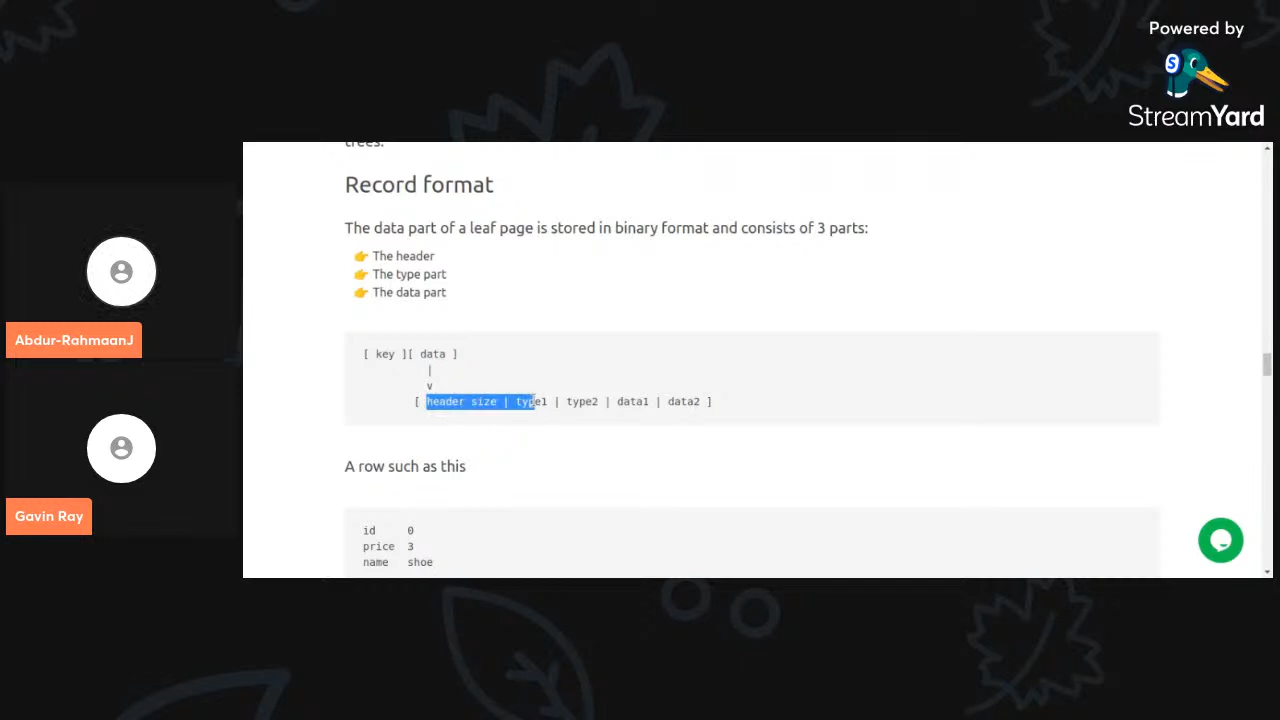 Powered by
S
StreamYard
trees.
Record format
The data part of a leaf page is stored in binary format and consists of 3 parts:
👉 The header
👉 The type part
👉 The data part
[ key ][ data ]
|
v
[ header size | type1 | type2 | data1 | data2 ]
A row such as this
id 0
price 3
name shoe
Abdur-RahmaanJ
Gavin Ray